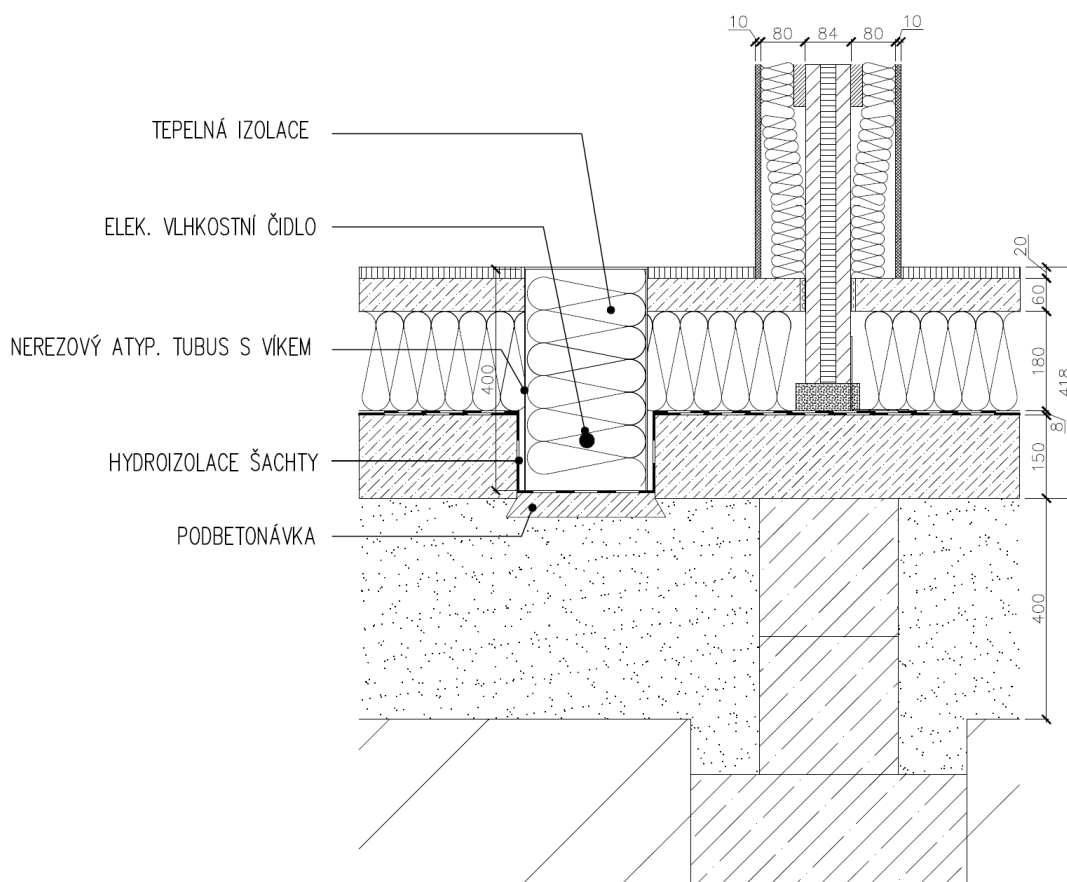 10 80 84 80 10
TEPELNÁ IZOLACE
ELEK. VLHKOSTNÍ ČIDLO
NEREZOVÝ ATYP. TUBUS S VÍKEM
HYDROIZOLACE ŠACHTY
PODBETONÁVKA
400
20
60
180
418
8
150
400